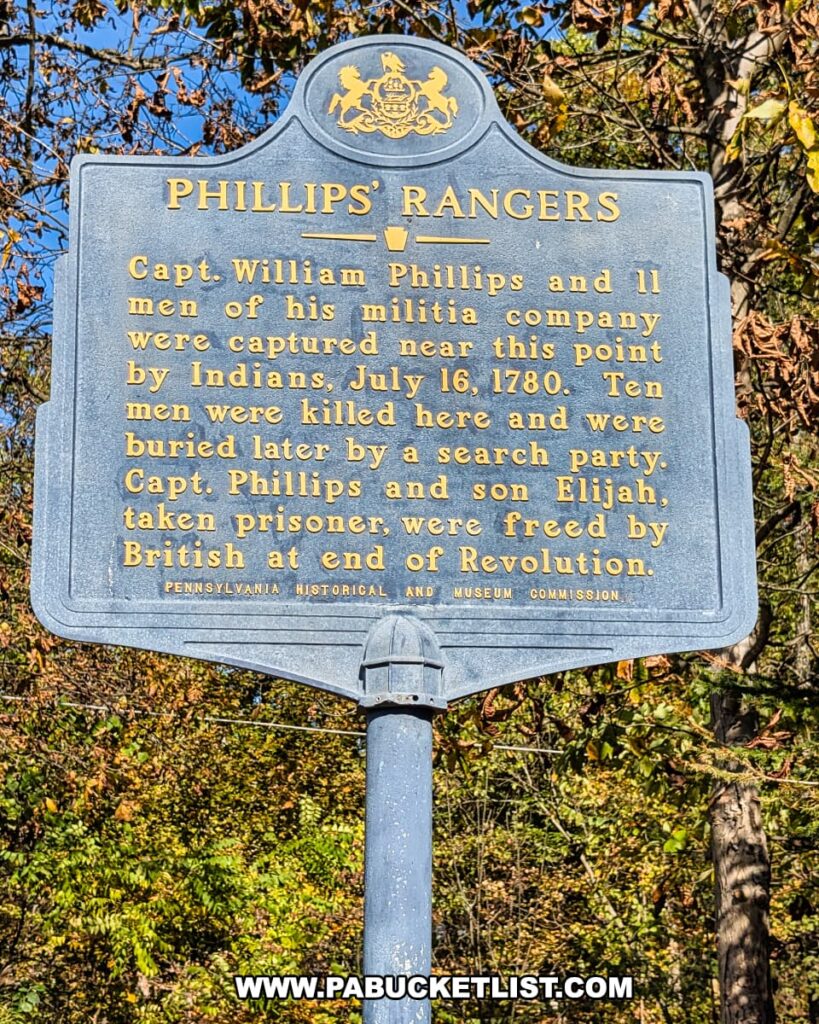 PHILLIPS' RANGERS
Capt. William Phillips and 11
men of his militia company
were captured near this point
by Indians, July 16, 1780. Ten
men were killed here and were
buried later by a search party.
Capt. Phillips and son Elijah,
taken prisoner, were freed by
British at end of Revolution.
PENNSYLVANIA HISTORICAL AND MUSEUM COMMISSION.
WWW.PABUCKETLIST.COM